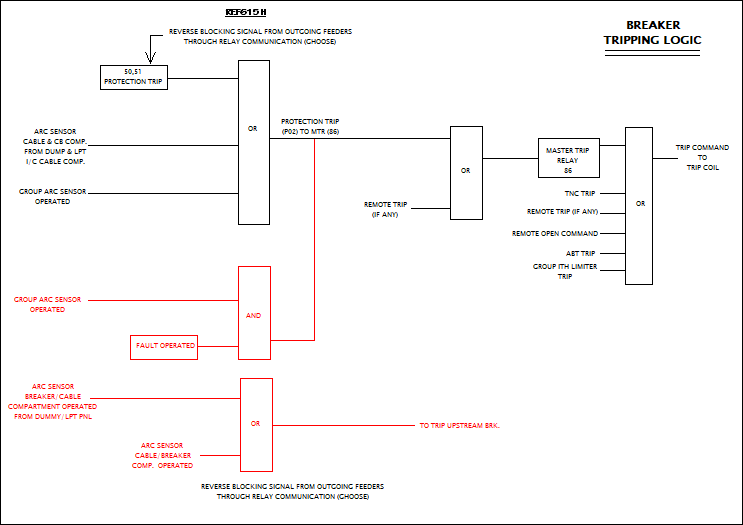 REF615 H
BREAKER
TRIPPING LOGIC
REVERSE BLOCKING SIGNAL FROM OUTGOING FEEDERS
THROUGH RELAY COMMUNICATION (GHOOSE)
50,51
PROTECTION TRIP
OR
ARC SENSOR
CABLE & CB COMP.
FROM DUMP & LPT
I/C CABLE COMP.
GROUP ARC SENSOR
OPERATED
PROTECTION TRIP
(P02) TO MTR (86)
REMOTE TRIP
(IF ANY)
OR
MASTER TRIP
RELAY
86
TNC TRIP
REMOTE TRIP (IF ANY)
REMOTE OPEN COMMAND
ABT TRIP
GROUP ITH LIMITER
TRIP
OR
TRIP COMMAND
TO
TRIP COIL
GROUP ARC SENSOR
OPERATED
FAULT OPERATED
AND
ARC SENSOR
BREAKER/CABLE
COMPARTMENT OPERATED
FROM DUMMY/LPT PNL
ARC SENSOR
CABLE/BREAKER
COMP. OPERATED
OR
TO TRIP UPSTREAM BRK.
REVERSE BLOCKING SIGNAL FROM OUTGOING FEEDERS
THROUGH RELAY COMMUNICATION (GHOOSE)